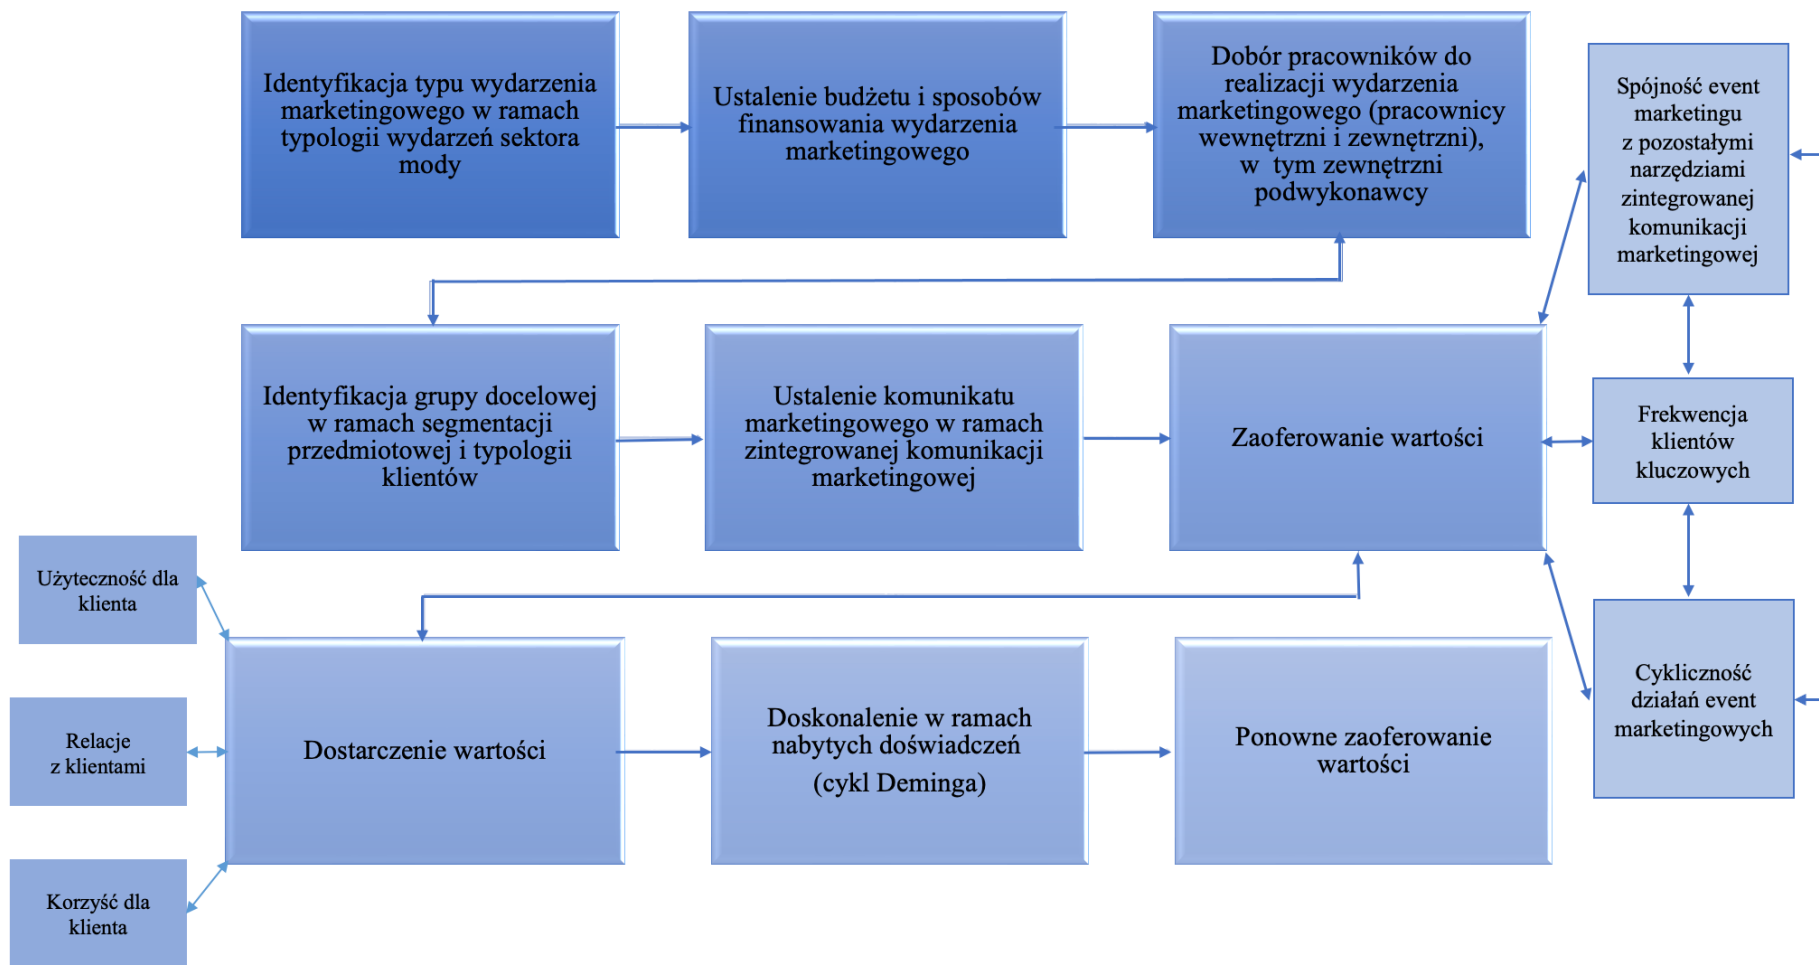 Identyfikacja typu wydarzenia
marketingowego w ramach
typologii wydarzeń sektora
mody
Ustalenie budżetu i sposobów
finansowania wydarzenia
marketingowego
Dobór pracowników do
realizacji wydarzenia
marketingowego (pracownicy
wewnętrzni i zewnętrzni),
w tym zewnętrzni
podwykonawcy
Spójność event
marketingu
z pozostałymi
narzędziami
zintegrowanej
komunikacji
marketingowej
Identyfikacja grupy docelowej
w ramach segmentacji
przedmiotowej i typologii
klientów
Ustalenie komunikatu
marketingowego w ramach
zintegrowanej komunikacji
marketingowej
Zaoferowanie wartości
Frekwencja
klientów
kluczowych
Użyteczność dla
klienta
Relacje
z klientami
Korzyść dla
klienta
Dostarczenie wartości
Doskonalenie w ramach
nabytych doświadczeń
(cykl Deminga)
Ponowne zaoferowanie
wartości
Cykliczność
działań event
marketingowych